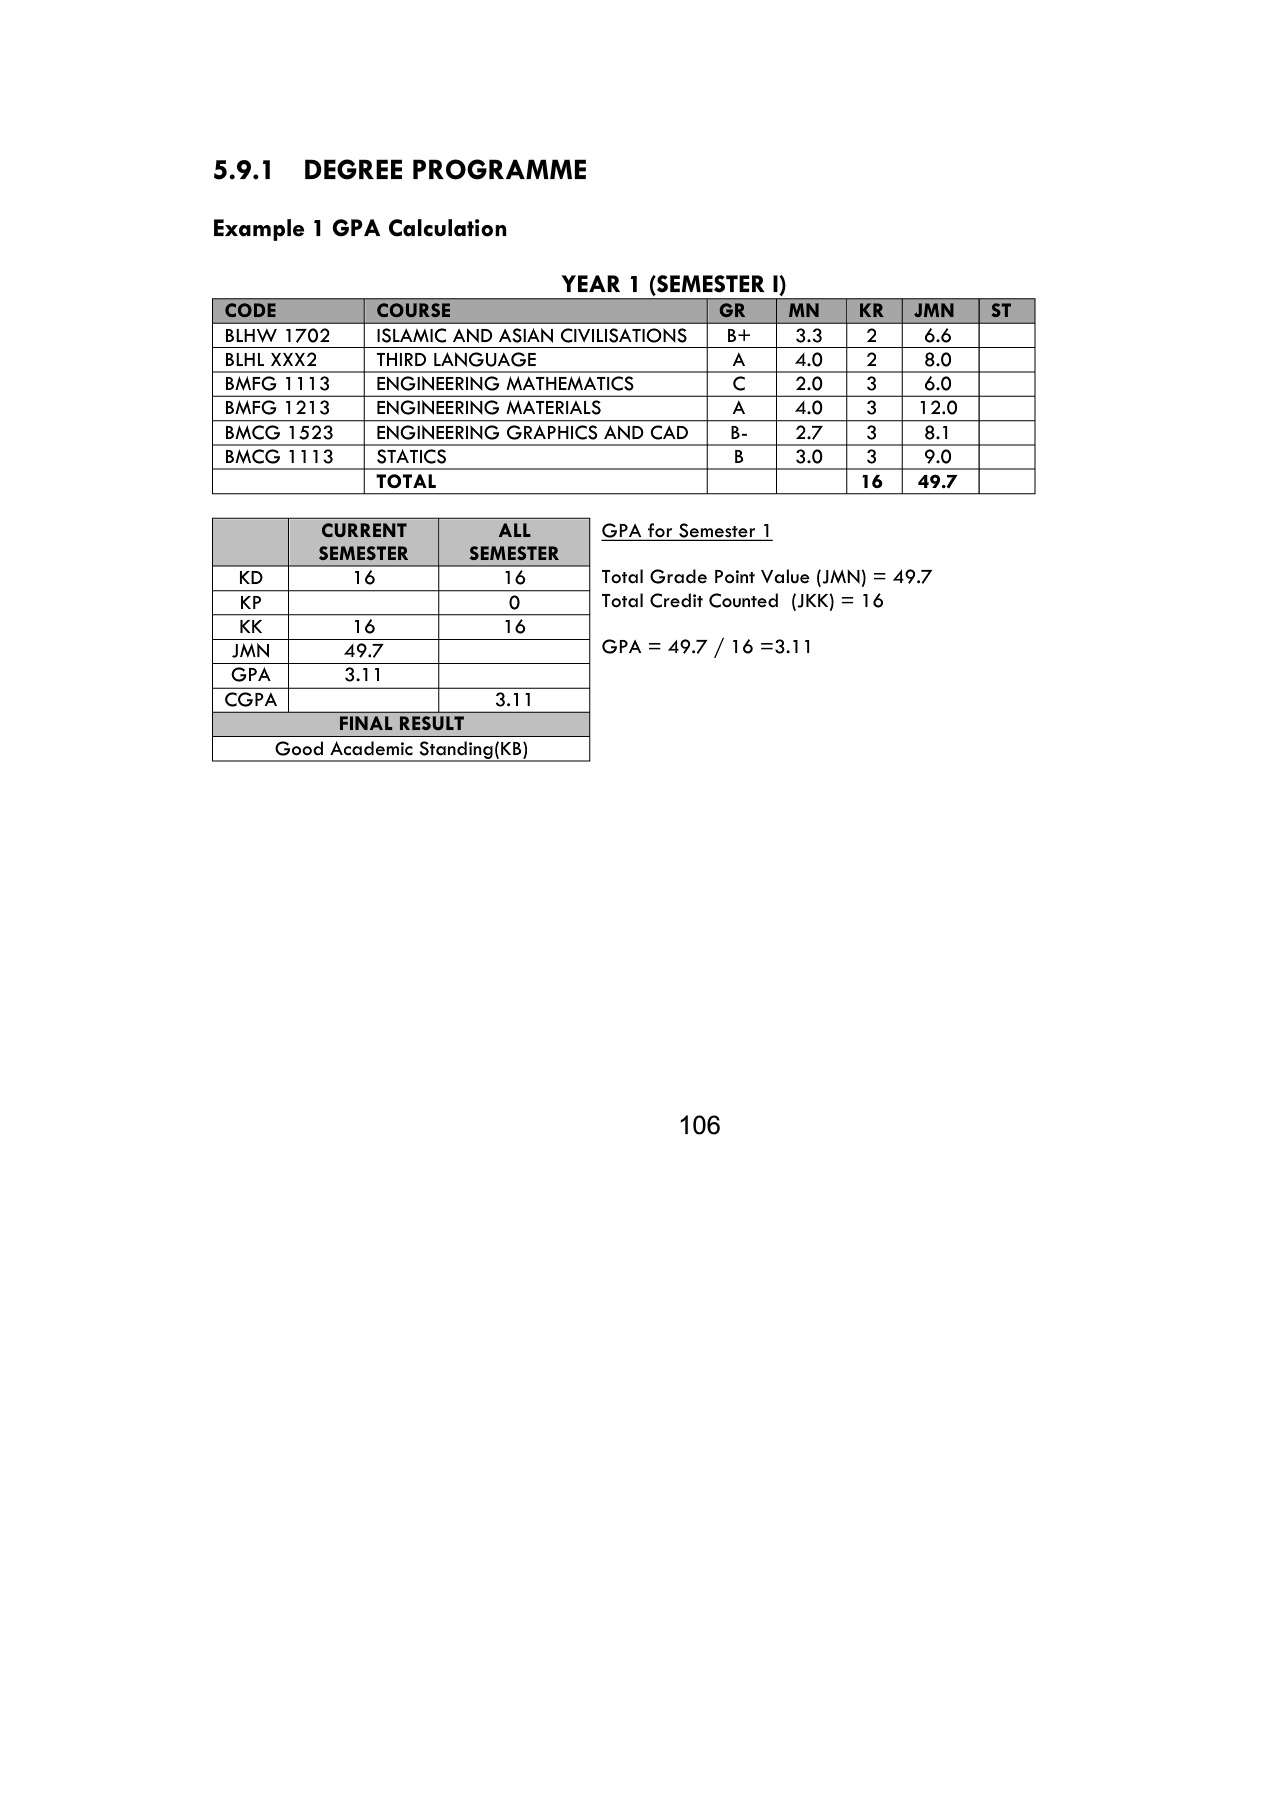 5.9.1 DEGREE PROGRAMME
Example 1 GPA Calculation
YEAR 1 (SEMESTER I)
CODE COURSE GR MN KR JMN ST
BLHW 1702 ISLAMIC AND ASIAN CIVILISATIONS B+ 3.3 2 6.6
BLHL XXX2 THIRD LANGUAGE A 4.0 2 8.0
BMFG 1113 ENGINEERING MATHEMATICS C 2.0 3 6.0
BMFG 1213 ENGINEERING MATERIALS A 4.0 3 12.0
BMCG 1523 ENGINEERING GRAPHICS AND CAD B- 2.7 3 8.1
BMCG 1113 STATICS B 3.0 3 9.0
TOTAL 16 49.7
CURRENT SEMESTER ALL SEMESTER
KD 16 16
KP 0
KK 16 16
JMN 49.7
GPA 3.11
CGPA 3.11
FINAL RESULT
Good Academic Standing(KB)
GPA for Semester 1
Total Grade Point Value (JMN) = 49.7
Total Credit Counted (JKK) = 16
GPA = 49.7 / 16 =3.11
106